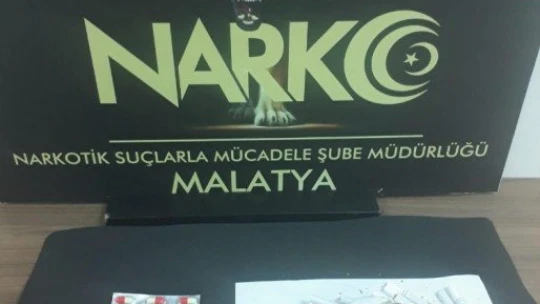 NARKO
NARKOTİK SUÇLARLA MÜCADELE ŞUBE MÜDÜRLÜĞÜ
MALATYA